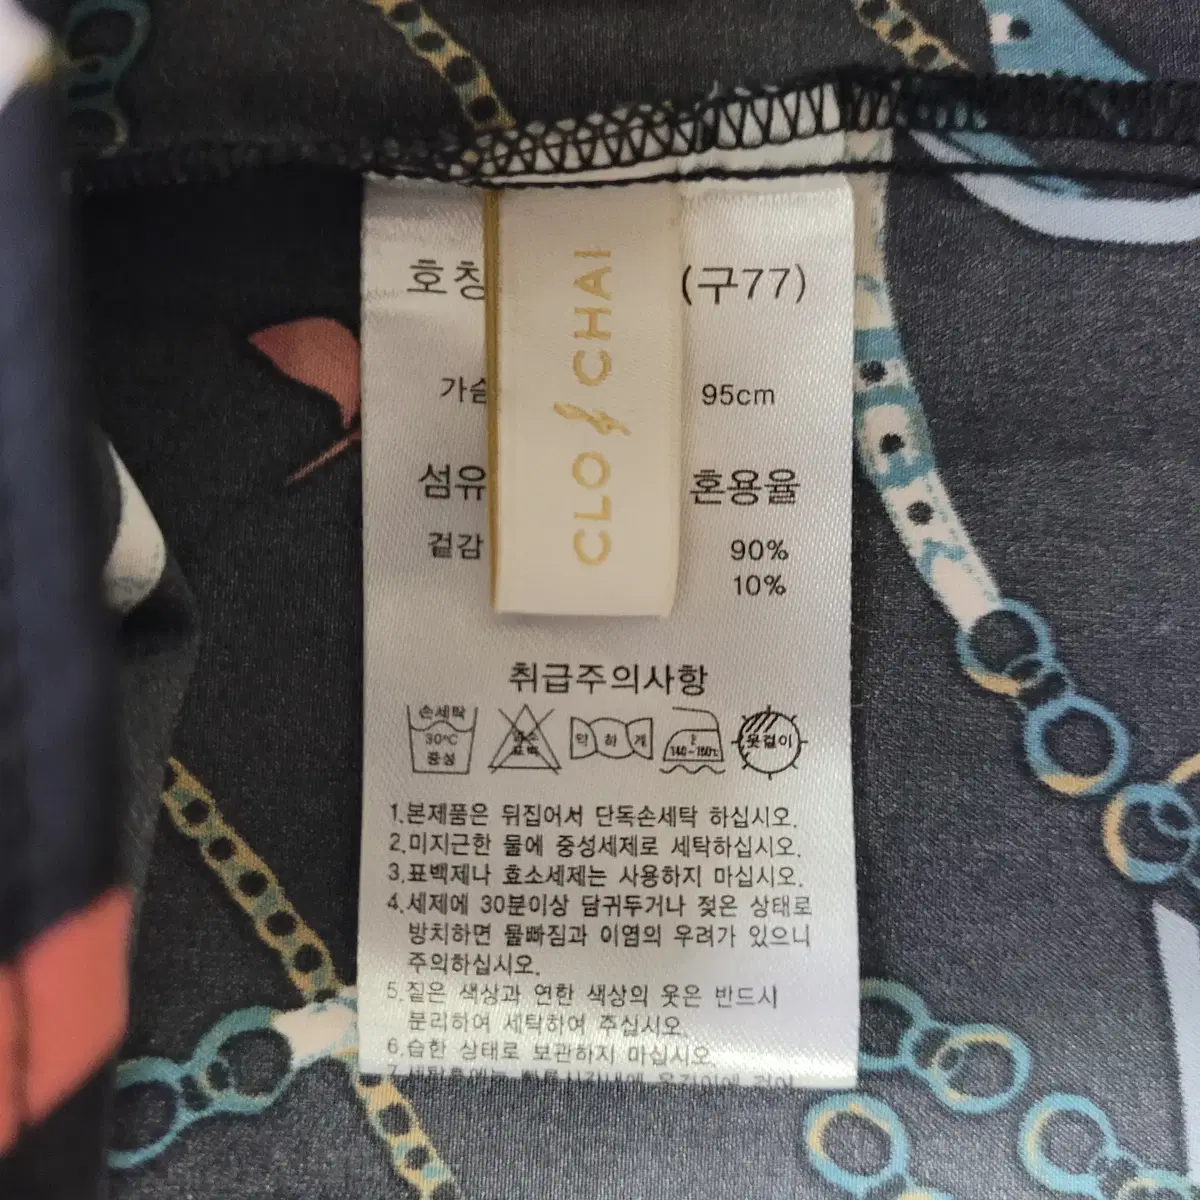 호칭 (구77)
가슴 95cm
섬유 혼용율
겉감 90%
10%
CLO CHAI
취급주의사항
손세탁
30℃
중성
염소
표백
약하게
140~160℃
옷걸이
1.본제품은 뒤집어서 단독손세탁 하십시오.
2.미지근한 물에 중성세제로 세탁하십시오.
3.표백제나 효소세제는 사용하지 마십시오.
4.세제에 30분이상 담궈두거나 젖은 상태로
방치하면 물빠짐과 이염의 우려가 있으니
주의하십시오.
5.짙은 색상과 연한 색상의 옷은 반드시
분리하여 세탁하여 주십시오.
6.습한 상태로 보관하지 마십시오.